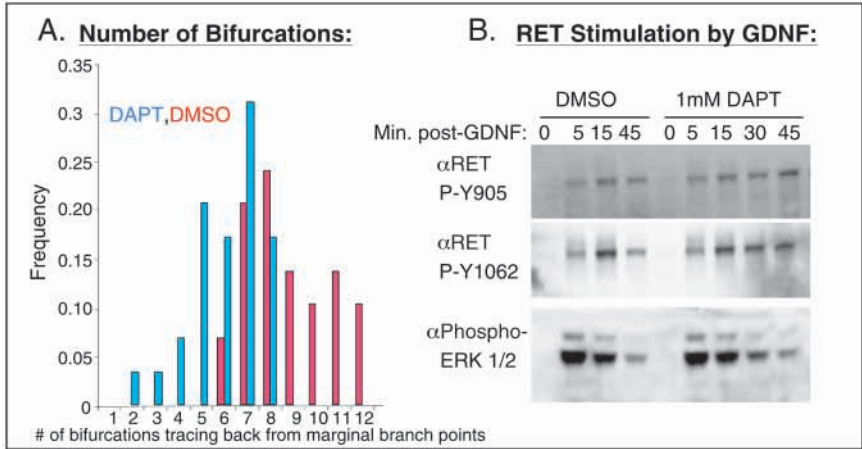 A. Number of Bifurcations:
0.35
0.3
0.25
0.20
0.15
0.10
0.05
0
Frequency
DAPT,DMSO
1 2 3 4 5 6 7 8 9 10 11 12
# of bifurcations tracing back from marginal branch points
B. RET Stimulation by GDNF:
DMSO 1mM DAPT
Min. post-GDNF: 0 5 15 45 0 5 15 30 45
αRET
P-Y905
αRET
P-Y1062
αPhospho-
ERK 1/2